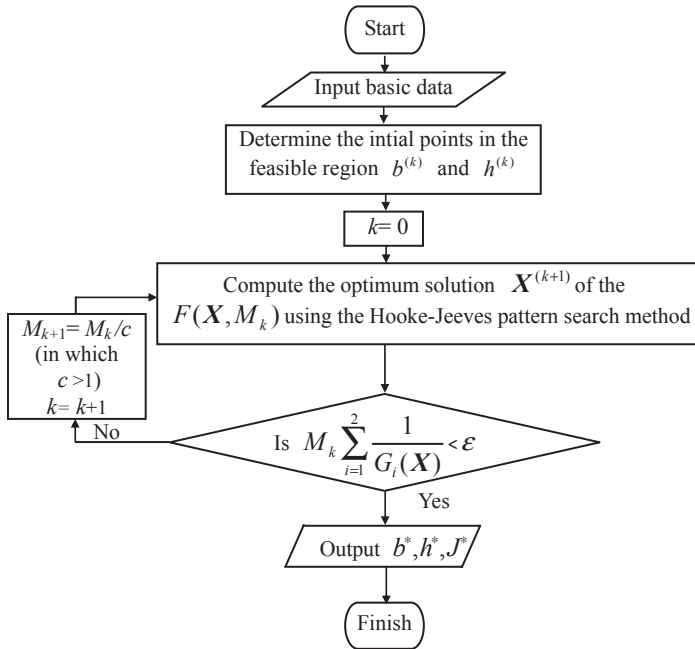 Start
Input basic data
Determine the intial points in the
feasible region b^{(k)} and h^{(k)}
k= 0
Compute the optimum solution X^{(k+1)} of the
F(X, M_k) using the Hooke-Jeeves pattern search method
M_{k+1}= M_k/c
(in which
c >1)
k= k+1
No
Is M_k \sum_{i=1}^{2} \frac{1}{G_i(X)} < ε
Yes
Output b^*, h^*, J^*
Finish